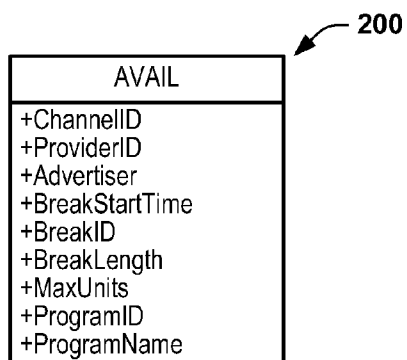 200
AVAIL
+ChannelID
+ProviderID
+Advertiser
+BreakStartTime
+BreakID
+BreakLength
+MaxUnits
+ProgramID
+ProgramName